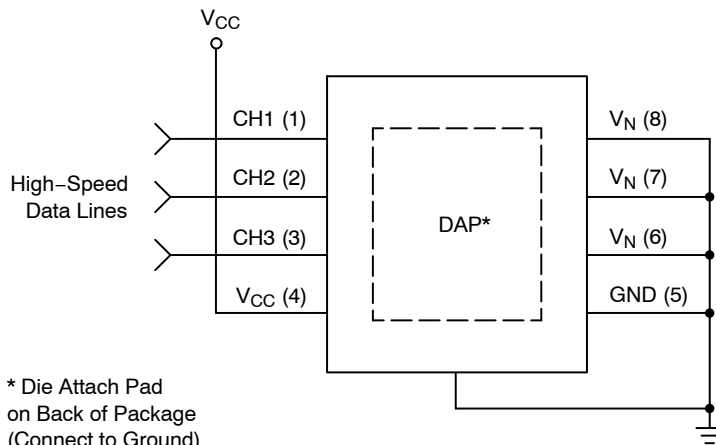 V_CC
CH1 (1)
V_N (8)
High–Speed
Data Lines
CH2 (2)
V_N (7)
DAP*
CH3 (3)
V_N (6)
V_CC (4)
GND (5)
* Die Attach Pad
on Back of Package
(Connect to Ground)